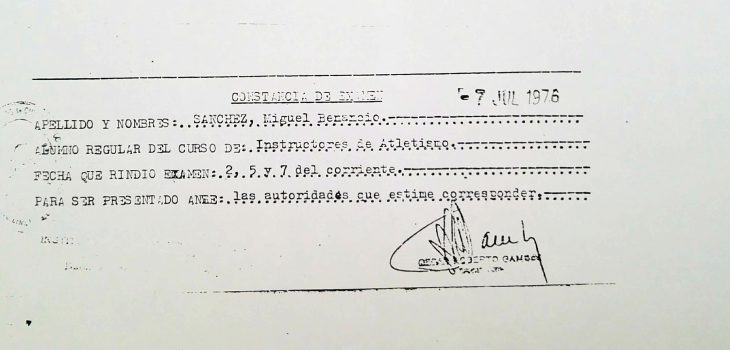 CONSTANCIA DE EXAMEN
-7 JUL 1976
APELLIDO Y NOMBRES:..SANCHEZ, Miguel Benancio.
ALUMNO REGULAR DEL CURSO DE: Instructores de Atletismo.
FECHA QUE RINDIO EXAMEN: 2, 5 y 7 del corriente.
PARA SER PRESENTADO ANTE: las autoridades que estime corresponder.
ROBERTO